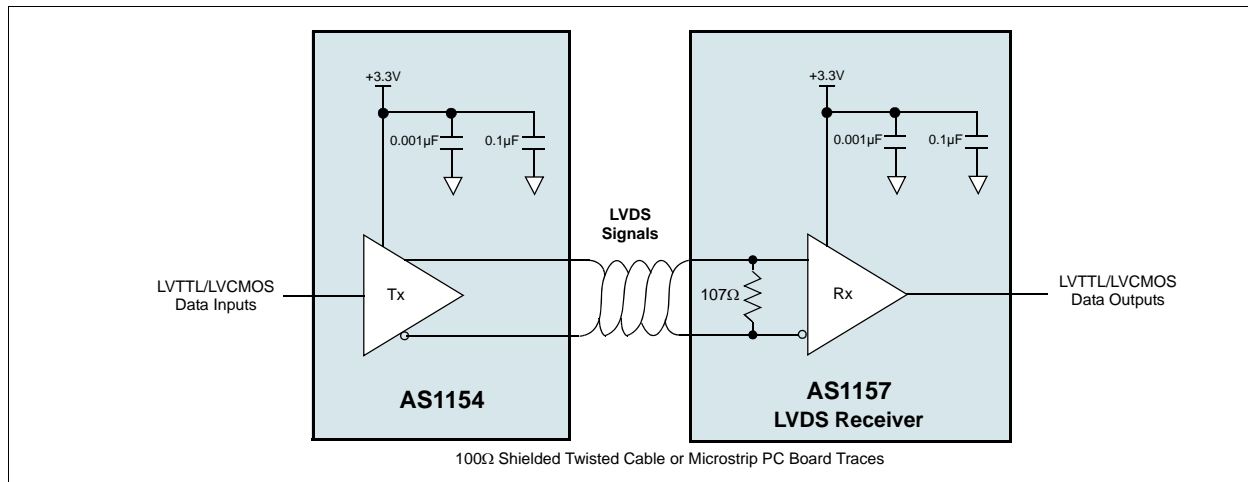 +3.3V
0.001µF
0.1µF
+3.3V
0.001µF
0.1µF
LVDS
Signals
LVTTL/LVCMOS
Data Inputs
Tx
107Ω
Rx
LVTTL/LVCMOS
Data Outputs
AS1154
AS1157
LVDS Receiver
100Ω Shielded Twisted Cable or Microstrip PC Board Traces